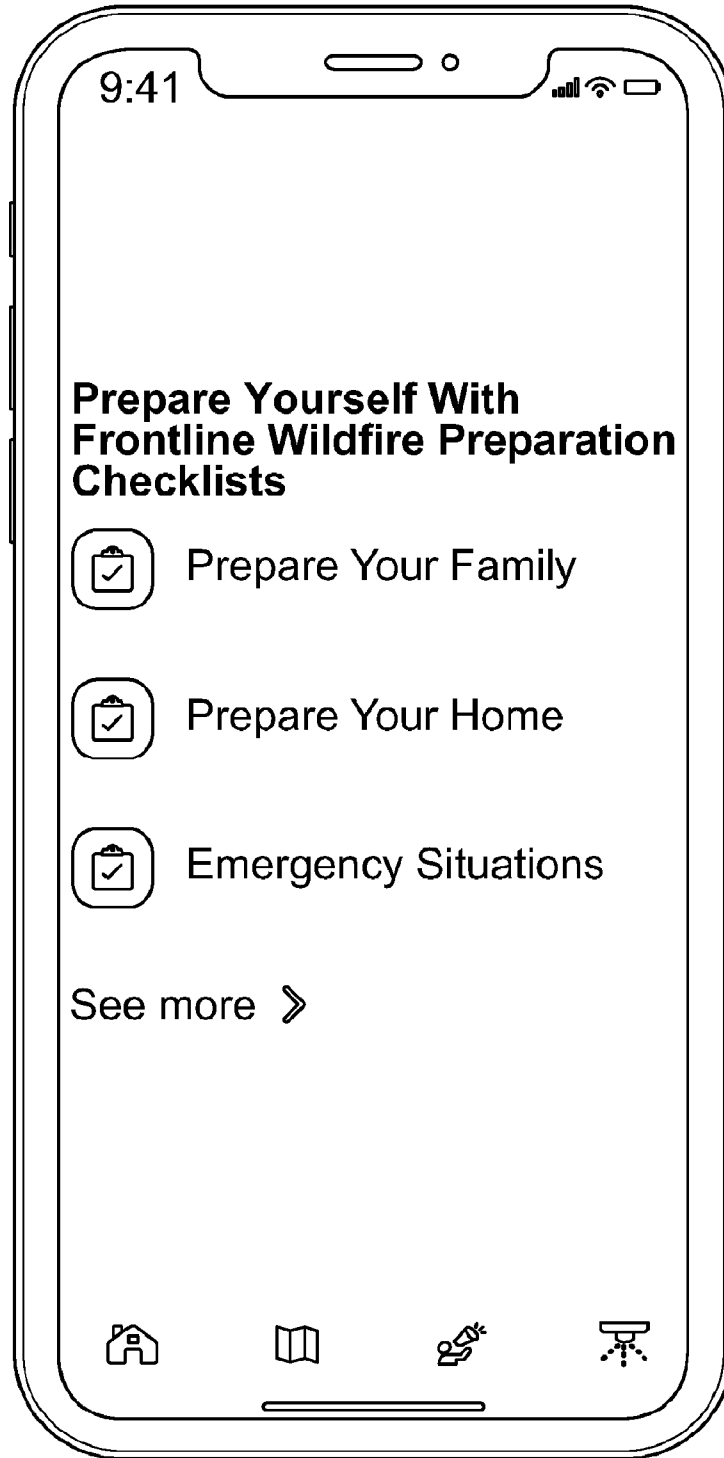 9:41
Prepare Yourself With
Frontline Wildfire Preparation
Checklists
Prepare Your Family
Prepare Your Home
Emergency Situations
See more